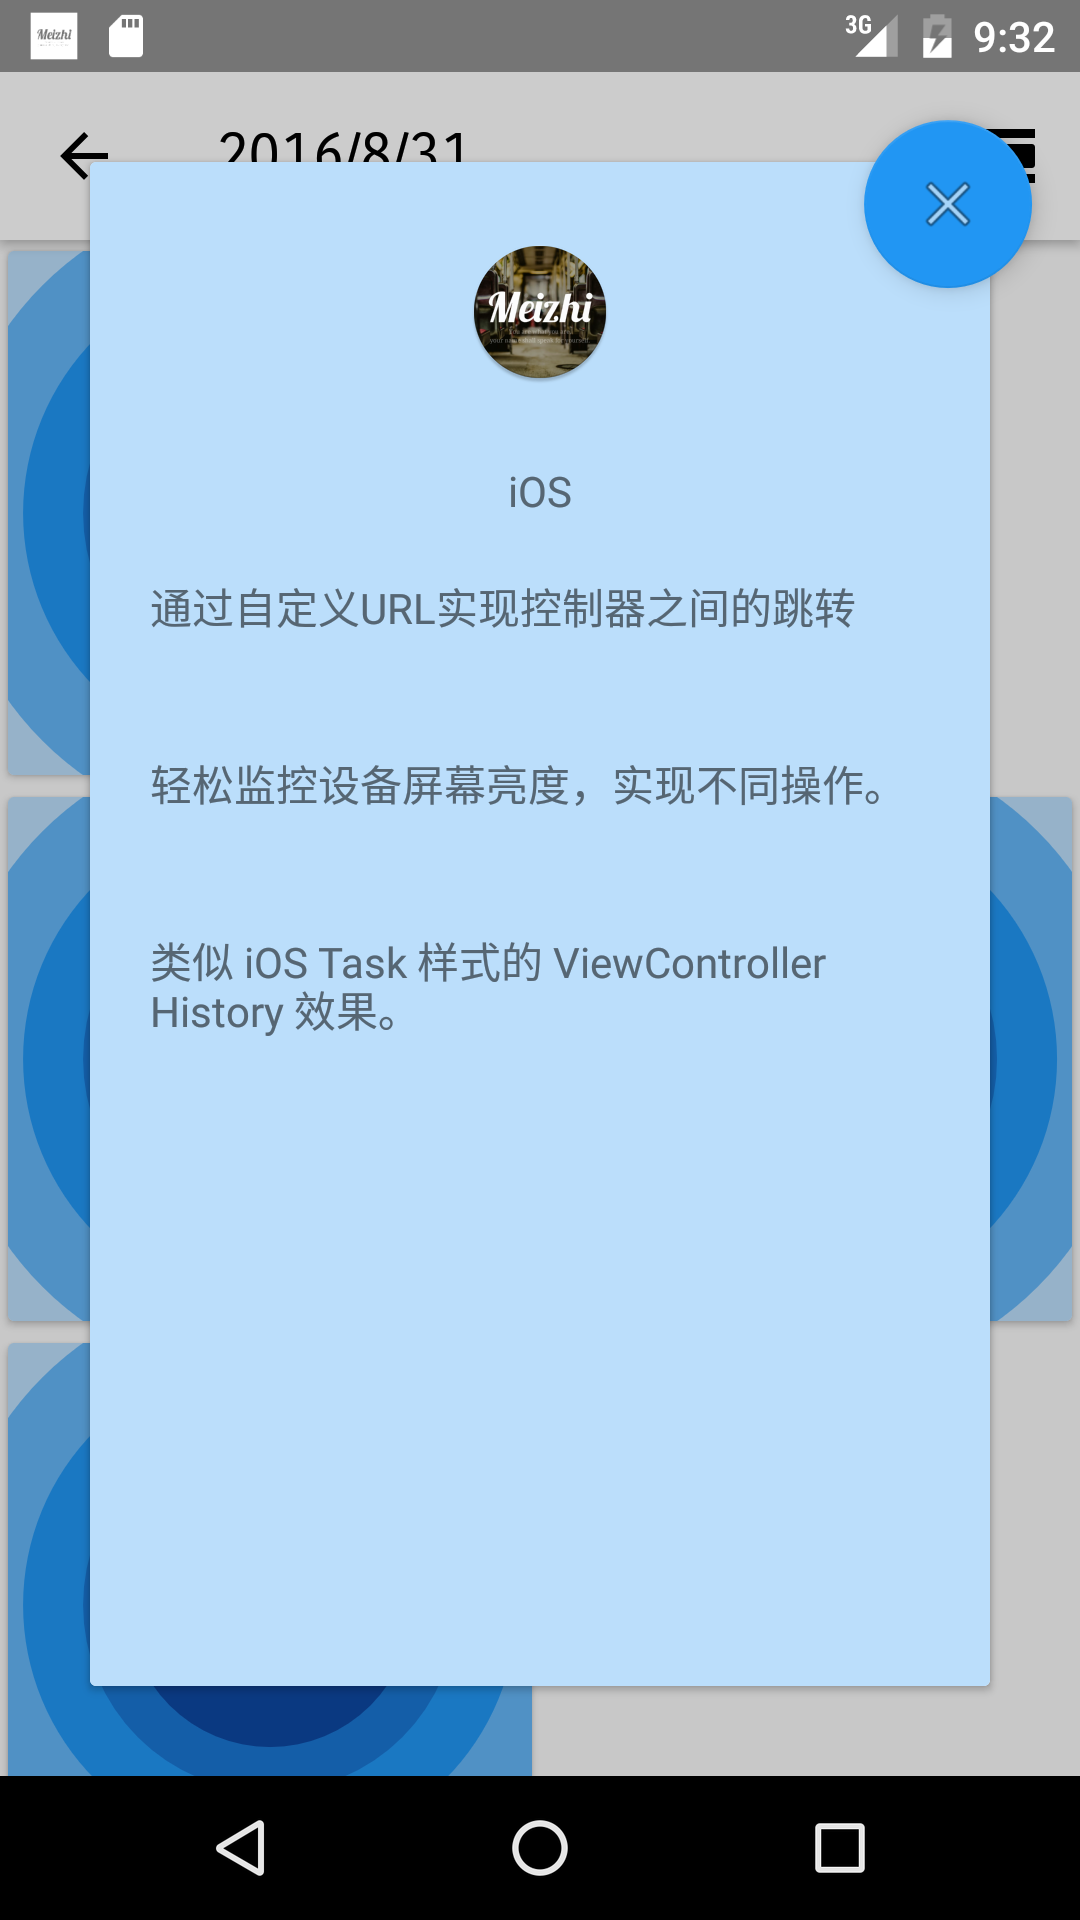 Meizhi
3G
9:32
2016/8/31
Meizhi
iOS
通过自定义URL实现控制器之间的跳转
轻松监控设备屏幕亮度，实现不同操作。
类似 iOS Task 样式的 ViewController
History 效果。